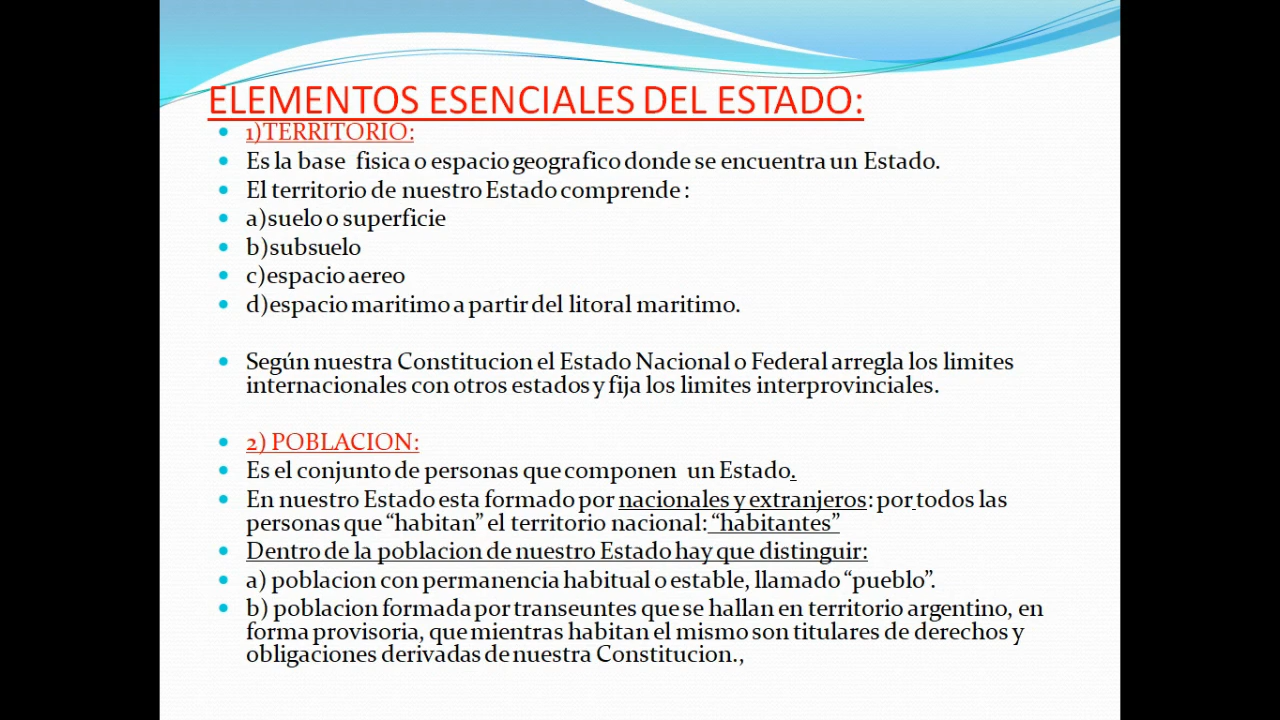 ELEMENTOS ESENCIALES DEL ESTADO:
1)TERRITORIO:
Es la base fisica o espacio geografico donde se encuentra un Estado.
El territorio de nuestro Estado comprende :
a)suelo o superficie
b)subsuelo
c)espacio aereo
d)espacio maritimo a partir del litoral maritimo.
Según nuestra Constitucion el Estado Nacional o Federal arregla los limites
internacionales con otros estados y fija los limites interprovinciales.
2) POBLACION:
Es el conjunto de personas que componen un Estado.
En nuestro Estado esta formado por nacionales y extranjeros: por todos las
personas que “habitan” el territorio nacional: “habitantes”
Dentro de la poblacion de nuestro Estado hay que distinguir:
a) poblacion con permanencia habitual o estable, llamado “pueblo”.
b) poblacion formada por transeuntes que se hallan en territorio argentino, en
forma provisoria, que mientras habitan el mismo son titulares de derechos y
obligaciones derivadas de nuestra Constitucion.,